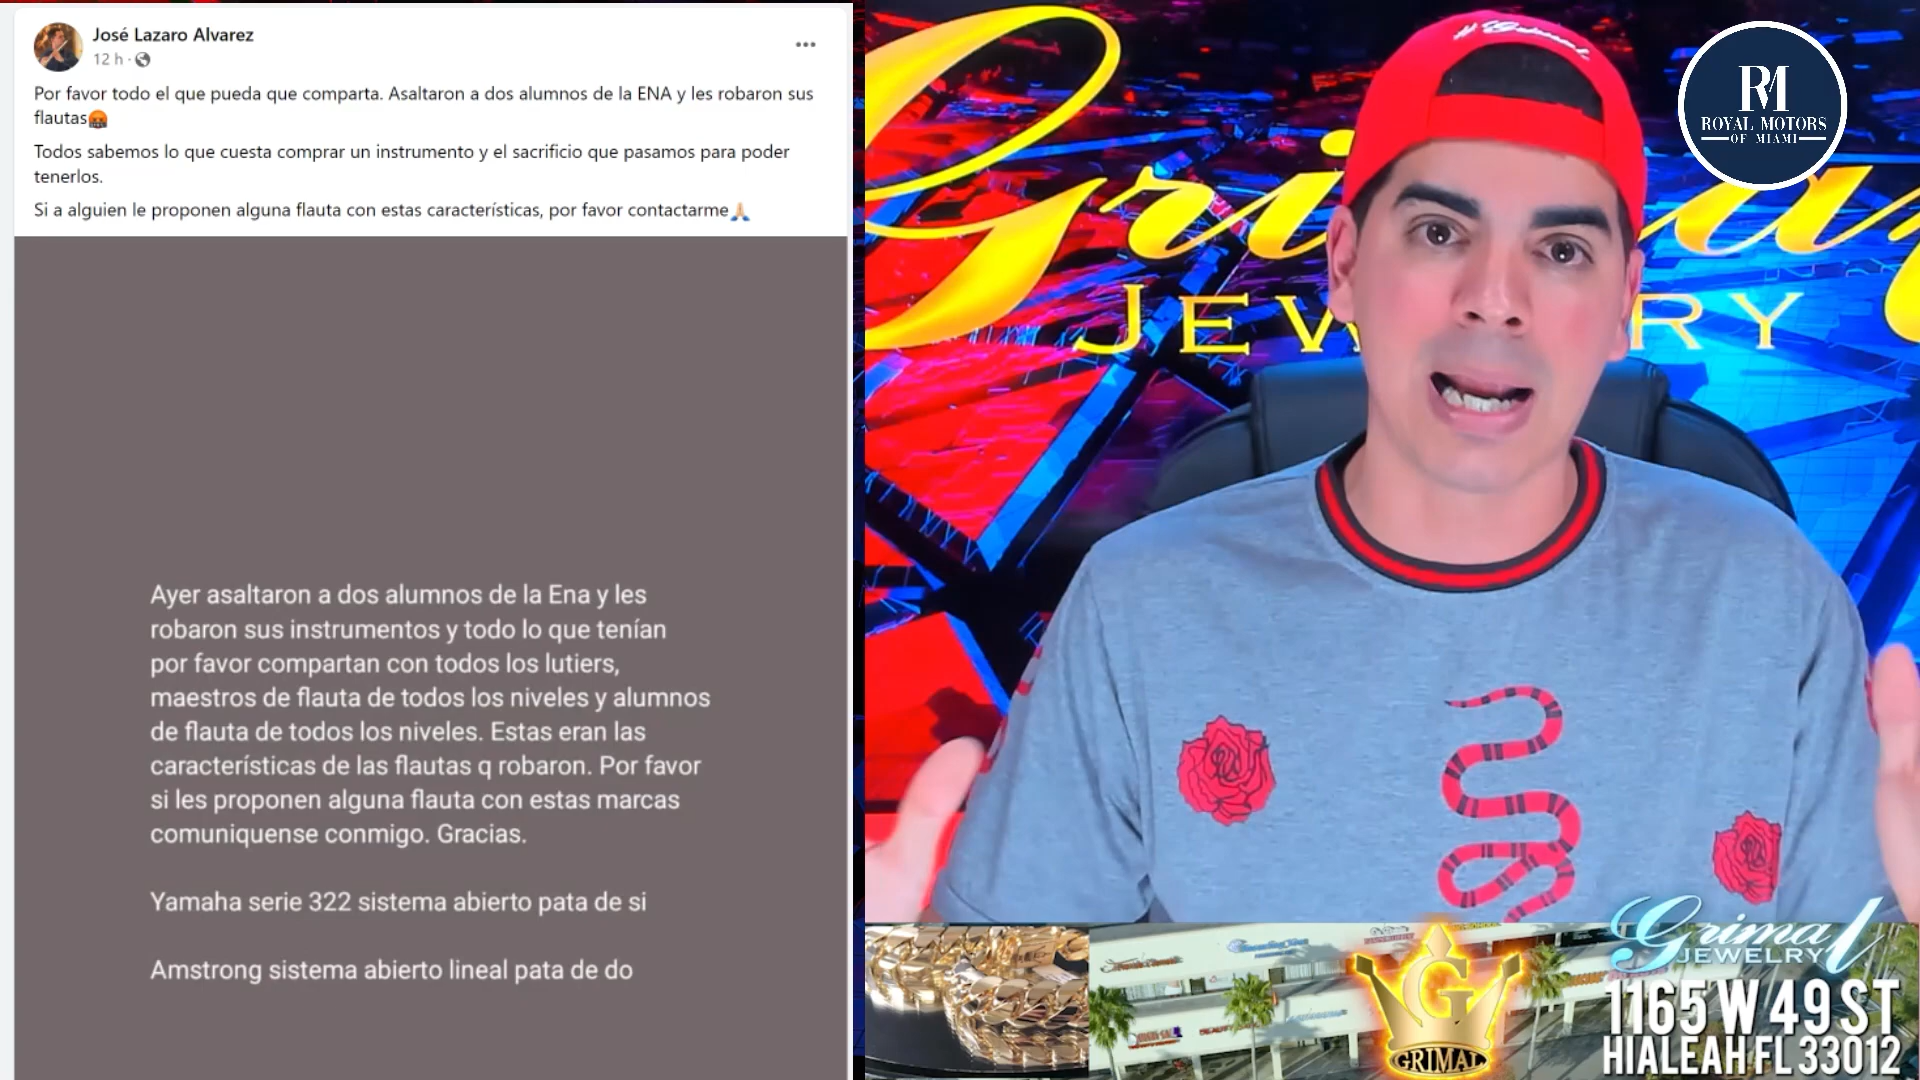 José Lazaro Alvarez
12 h ·
Por favor todo el que pueda que comparta. Asaltaron a dos alumnos de la ENA y les robaron sus
flautas
Todos sabemos lo que cuesta comprar un instrumento y el sacrificio que pasamos para poder
tenerlos.
Si a alguien le proponen alguna flauta con estas características, por favor contactarme
Ayer asaltaron a dos alumnos de la Ena y les
robaron sus instrumentos y todo lo que tenían
por favor compartan con todos los lutiers,
maestros de flauta de todos los niveles y alumnos
de flauta de todos los niveles. Estas eran las
características de las flautas q robaron. Por favor
si les proponen alguna flauta con estas marcas
comuniquense conmigo. Gracias.
Yamaha serie 322 sistema abierto pata de si
Amstrong sistema abierto lineal pata de do
RM
ROYAL MOTORS
OF MIAMI
JEW RY
G
GRIMAL
Grimal
JEWELRY
1165 W 49 ST
HIALEAH FL 33012